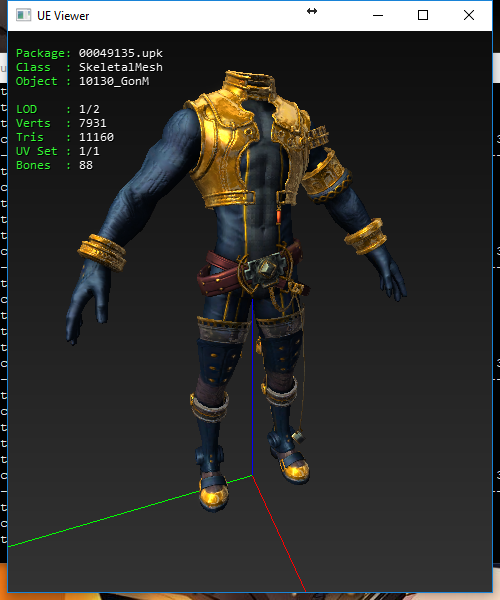 UE Viewer
Package: 00049135.upk
Class : SkeletalMesh
Object : 10130_GonM
LOD : 1/2
Verts : 7931
Tris : 11160
UV Set : 1/1
Bones : 88